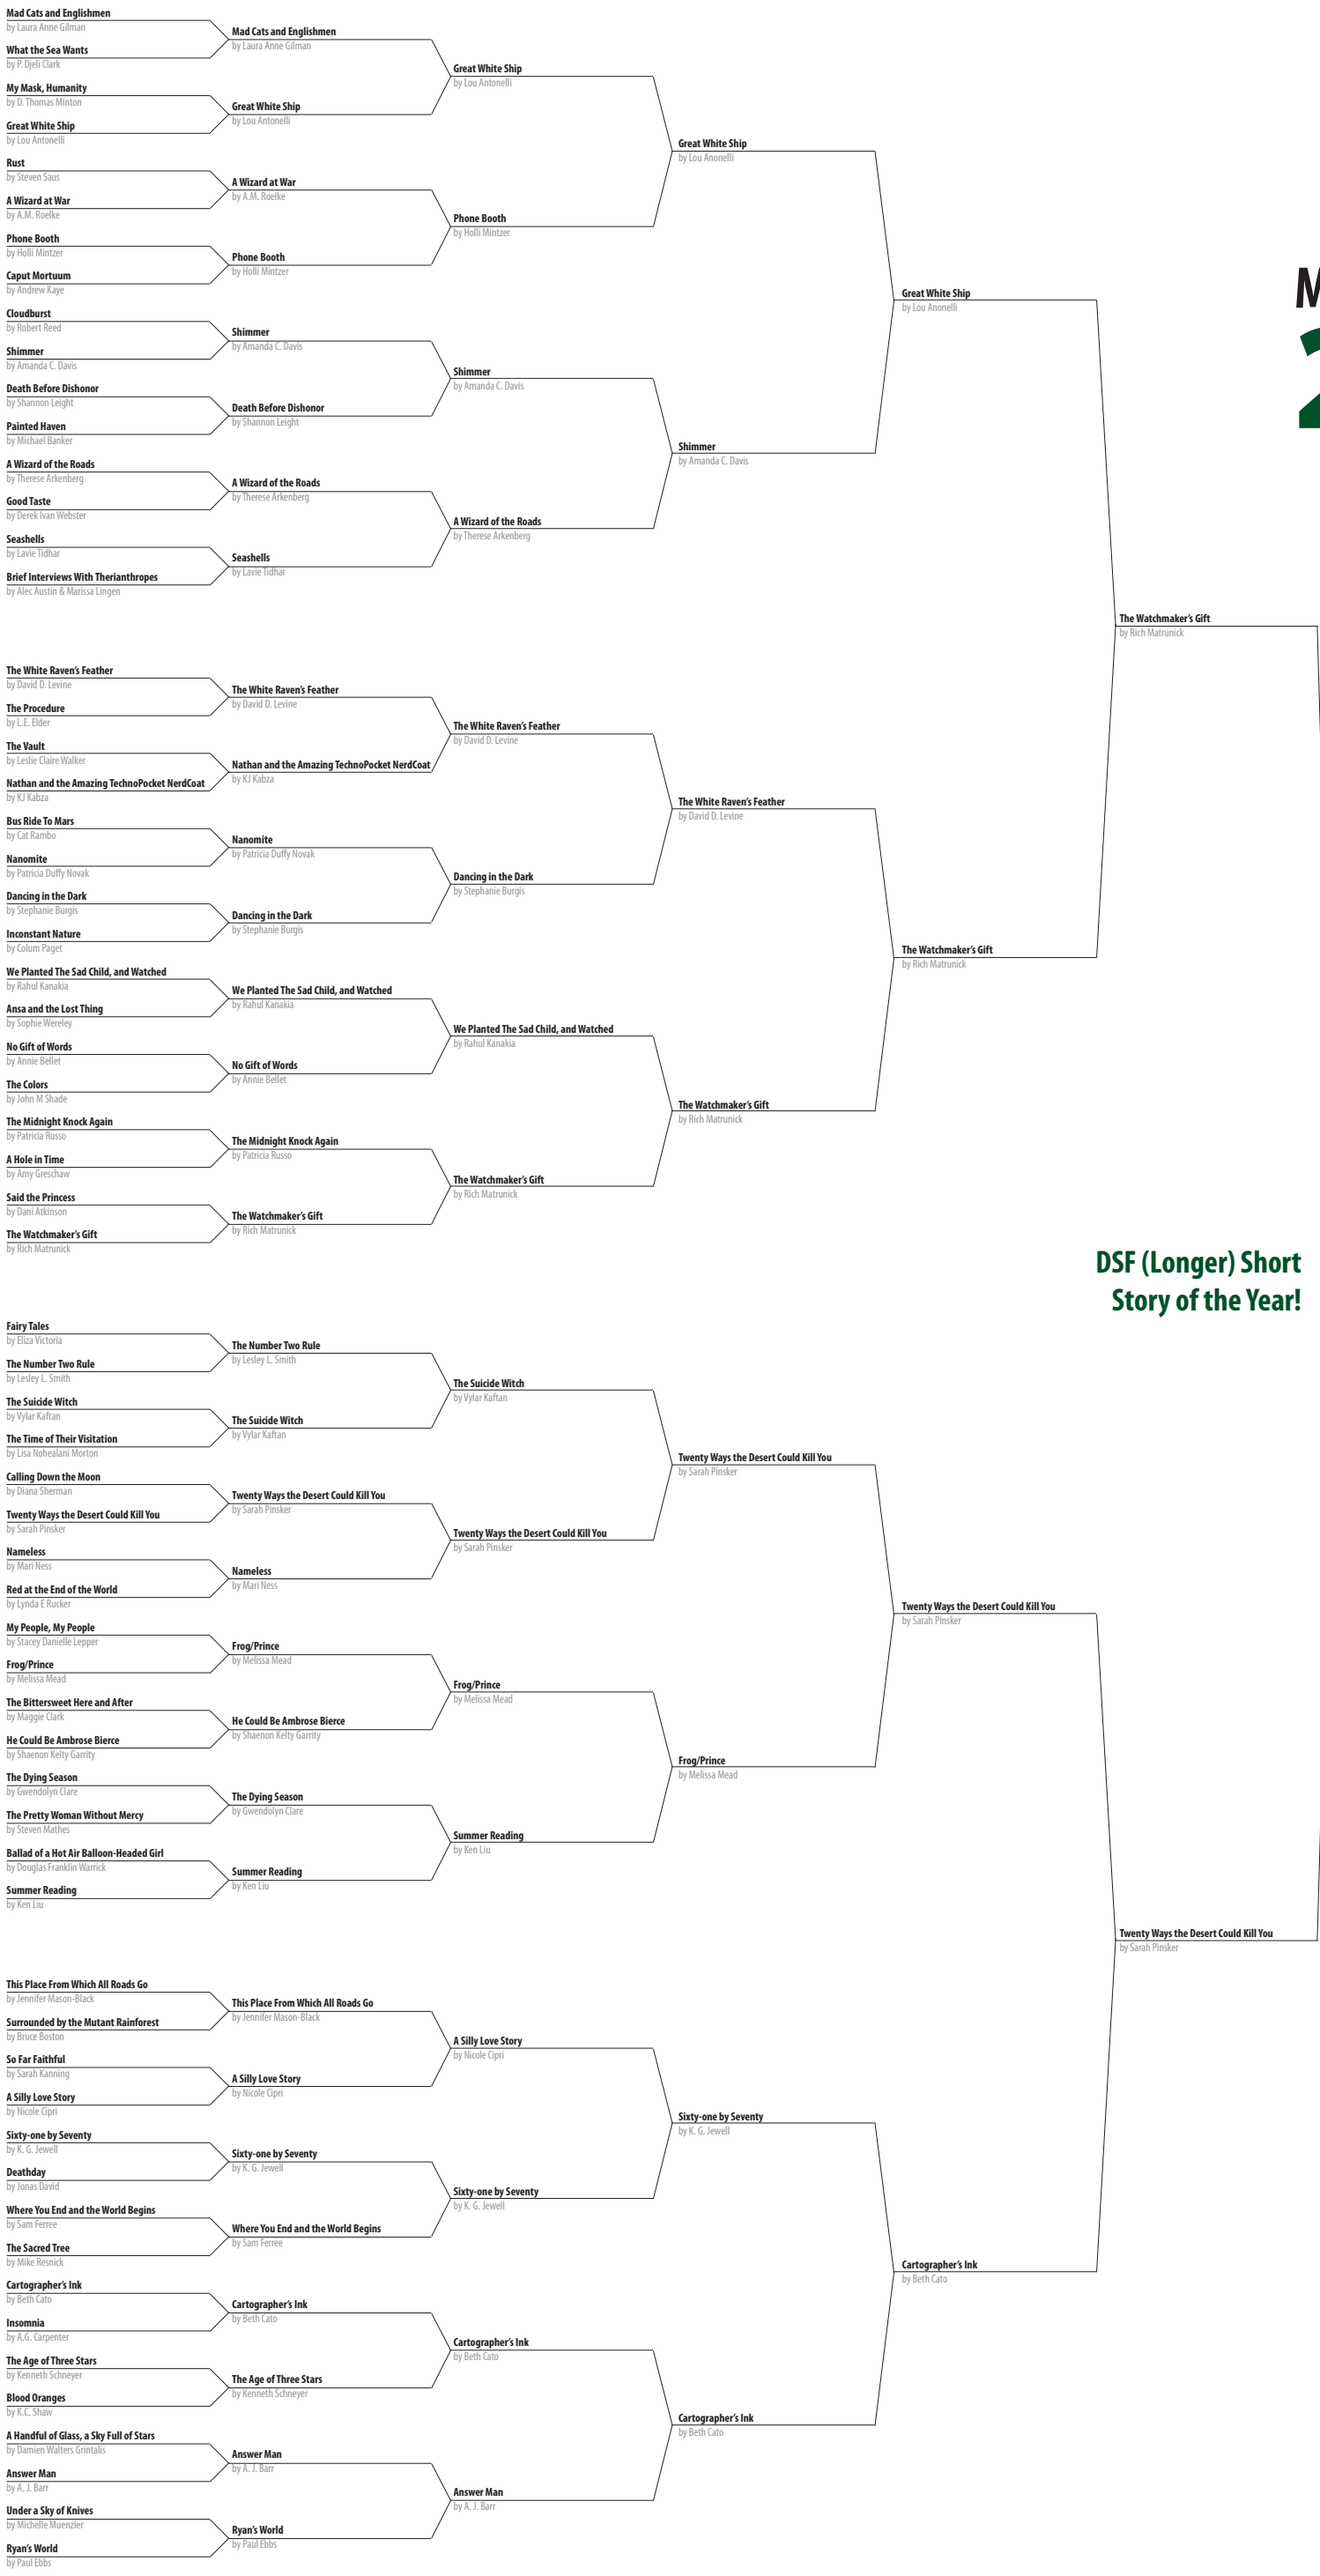 Mad Cats and Englishmen
by Laura Anne Gilman
What the Sea Wants
by P. Djeli Clark
My Mask, Humanity
by D. Thomas Minton
Great White Ship
by Lou Antonelli
Rust
by Steven Saus
A Wizard at War
by A.M. Roelke
Phone Booth
by Holli Mintzer
Caput Mortuum
by Andrew Kaye
Cloudburst
by Robert Reed
Shimmer
by Amanda C. Davis
Death Before Dishonor
by Shannon Leight
Painted Haven
by Michael Banker
A Wizard of the Roads
by Therese Arkenberg
Good Taste
by Derek Ivan Webster
Seashells
by Lavie Tidhar
Brief Interviews With Therianthropes
by Alec Austin & Marissa Lingen
The White Raven's Feather
by David D. Levine
The Procedure
by L.E. Elder
The Vault
by Leslie Claire Walker
Nathan and the Amazing TechnoPocket NerdCoat
by KJ Kabza
Bus Ride To Mars
by Cat Rambo
Nanomite
by Patricia Duffy Novak
Dancing in the Dark
by Stephanie Burgis
Inconstant Nature
by Colum Paget
We Planted The Sad Child, and Watched
by Rahul Kanakia
Ansa and the Lost Thing
by Sophie Wereley
No Gift of Words
by Annie Bellet
The Colors
by John M Shade
The Midnight Knock Again
by Patricia Russo
A Hole in Time
by Amy Greschaw
Said the Princess
by Dani Atkinson
The Watchmaker's Gift
by Rich Matrunick
Fairy Tales
by Eliza Victoria
The Number Two Rule
by Lesley L. Smith
The Suicide Witch
by Vylar Kaftan
The Time of Their Visitation
by Lisa Nohealani Morton
Calling Down the Moon
by Diana Sherman
Twenty Ways the Desert Could Kill You
by Sarah Pinsker
Nameless
by Mari Ness
Red at the End of the World
by Lynda E Rucker
My People, My People
by Stacey Danielle Lepper
Frog/Prince
by Melissa Mead
The Bittersweet Here and After
by Maggie Clark
He Could Be Ambrose Bierce
by Shaenon Kelty Garrity
The Dying Season
by Gwendolyn Clare
The Pretty Woman Without Mercy
by Steven Mathes
Ballad of a Hot Air Balloon-Headed Girl
by Douglas Franklin Warrick
Summer Reading
by Ken Liu
This Place From Which All Roads Go
by Jennifer Mason-Black
Surrounded by the Mutant Rainforest
by Bruce Boston
So Far Faithful
by Sarah Kanning
A Silly Love Story
by Nicole Cipri
Sixty-one by Seventy
by K. G. Jewell
Deathday
by Jonas David
Where You End and the World Begins
by Sam Ferree
The Sacred Tree
by Mike Resnick
Cartographer's Ink
by Beth Cato
Insomnia
by A.G. Carpenter
The Age of Three Stars
by Kenneth Schneyer
Blood Oranges
by K.C. Shaw
A Handful of Glass, a Sky Full of Stars
by Damien Walters Grintalis
Answer Man
by A. J. Barr
Under a Sky of Knives
by Michelle Muenzler
Ryan's World
by Paul Ebbs
Mad Cats and Englishmen
by Laura Anne Gilman
Great White Ship
by Lou Antonelli
A Wizard at War
by A.M. Roelke
Phone Booth
by Holli Mintzer
Shimmer
by Amanda C. Davis
Death Before Dishonor
by Shannon Leight
A Wizard of the Roads
by Therese Arkenberg
Seashells
by Lavie Tidhar
The White Raven's Feather
by David D. Levine
Nathan and the Amazing TechnoPocket NerdCoat
by KJ Kabza
Nanomite
by Patricia Duffy Novak
Dancing in the Dark
by Stephanie Burgis
We Planted The Sad Child, and Watched
by Rahul Kanakia
No Gift of Words
by Annie Bellet
The Midnight Knock Again
by Patricia Russo
The Watchmaker's Gift
by Rich Matrunick
The Number Two Rule
by Lesley L. Smith
The Suicide Witch
by Vylar Kaftan
Twenty Ways the Desert Could Kill You
by Sarah Pinsker
Nameless
by Mari Ness
Frog/Prince
by Melissa Mead
He Could Be Ambrose Bierce
by Shaenon Kelty Garrity
The Dying Season
by Gwendolyn Clare
Summer Reading
by Ken Liu
This Place From Which All Roads Go
by Jennifer Mason-Black
A Silly Love Story
by Nicole Cipri
Sixty-one by Seventy
by K. G. Jewell
Where You End and the World Begins
by Sam Ferree
Cartographer's Ink
by Beth Cato
The Age of Three Stars
by Kenneth Schneyer
Answer Man
by A. J. Barr
Ryan's World
by Paul Ebbs
Great White Ship
by Lou Antonelli
Phone Booth
by Holli Mintzer
Shimmer
by Amanda C. Davis
A Wizard of the Roads
by Therese Arkenberg
The White Raven's Feather
by David D. Levine
Dancing in the Dark
by Stephanie Burgis
We Planted The Sad Child, and Watched
by Rahul Kanakia
The Watchmaker's Gift
by Rich Matrunick
The Suicide Witch
by Vylar Kaftan
Twenty Ways the Desert Could Kill You
by Sarah Pinsker
Frog/Prince
by Melissa Mead
Summer Reading
by Ken Liu
A Silly Love Story
by Nicole Cipri
Sixty-one by Seventy
by K. G. Jewell
Cartographer's Ink
by Beth Cato
Answer Man
by A. J. Barr
Great White Ship
by Lou Anonelli
Shimmer
by Amanda C. Davis
The White Raven's Feather
by David D. Levine
The Watchmaker's Gift
by Rich Matrunick
Twenty Ways the Desert Could Kill You
by Sarah Pinsker
Frog/Prince
by Melissa Mead
Sixty-one by Seventy
by K. G. Jewell
Cartographer's Ink
by Beth Cato
Great White Ship
by Lou Anonelli
The Watchmaker's Gift
by Rich Matrunick
Twenty Ways the Desert Could Kill You
by Sarah Pinsker
Cartographer's Ink
by Beth Cato
The Watchmaker's Gift
by Rich Matrunick
Twenty Ways the Desert Could Kill You
by Sarah Pinsker
DSF (Longer) Short
Story of the Year!